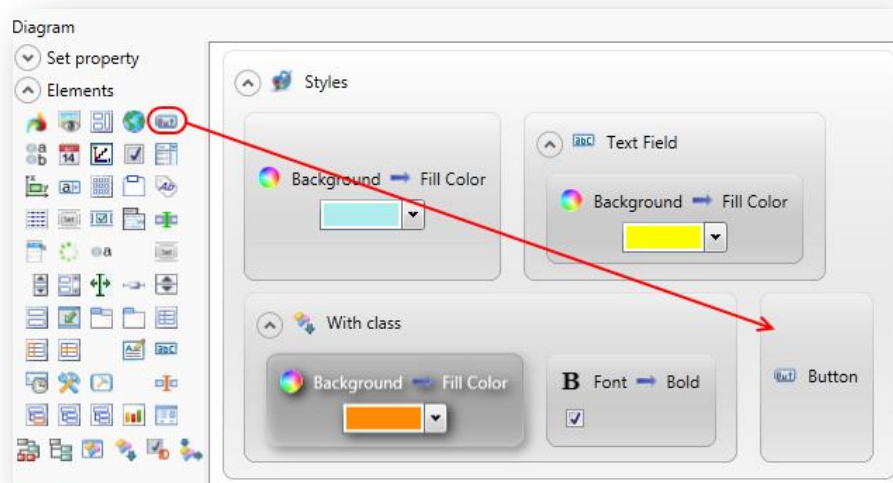 Diagram
Set property
Elements
Styles
Background Fill Color
Text Field
Background Fill Color
With class
Background Fill Color
B Font Bold
Button